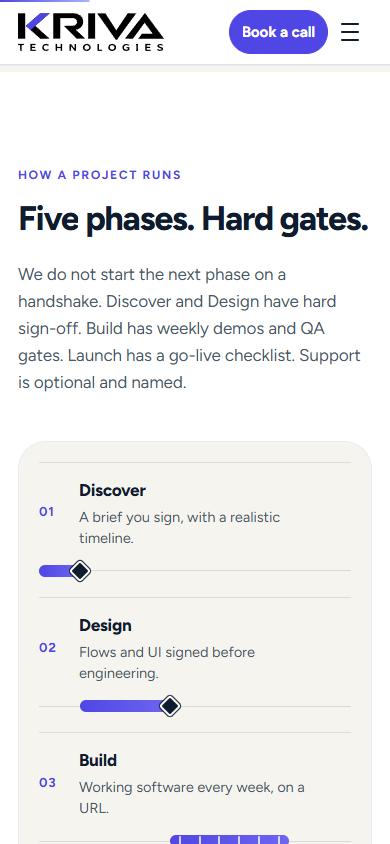 KRIVA
TECHNOLOGIES
Book a call
HOW A PROJECT RUNS
Five phases. Hard gates.
We do not start the next phase on a
handshake. Discover and Design have hard
sign-off. Build has weekly demos and QA
gates. Launch has a go-live checklist. Support
is optional and named.
Discover
01
A brief you sign, with a realistic
timeline.
Design
02
Flows and UI signed before
engineering.
Build
03
Working software every week, on a
URL.